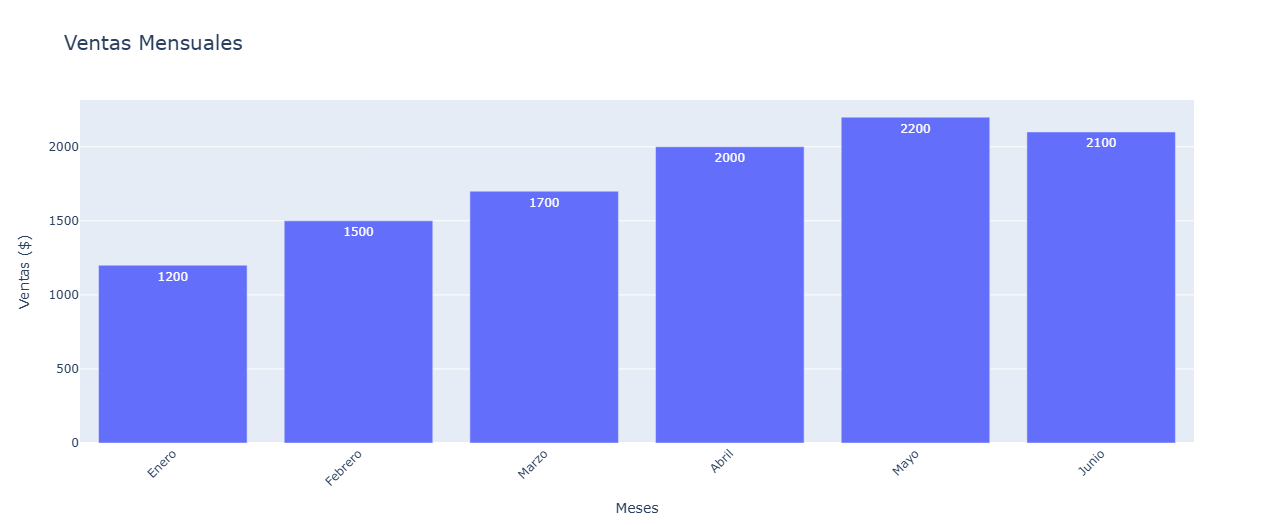 Ventas Mensuales
Ventas ($)
2000
1500
1000
500
0
1200
1500
1700
2000
2200
2100
Enero
Febrero
Marzo
Abril
Mayo
Junio
Meses